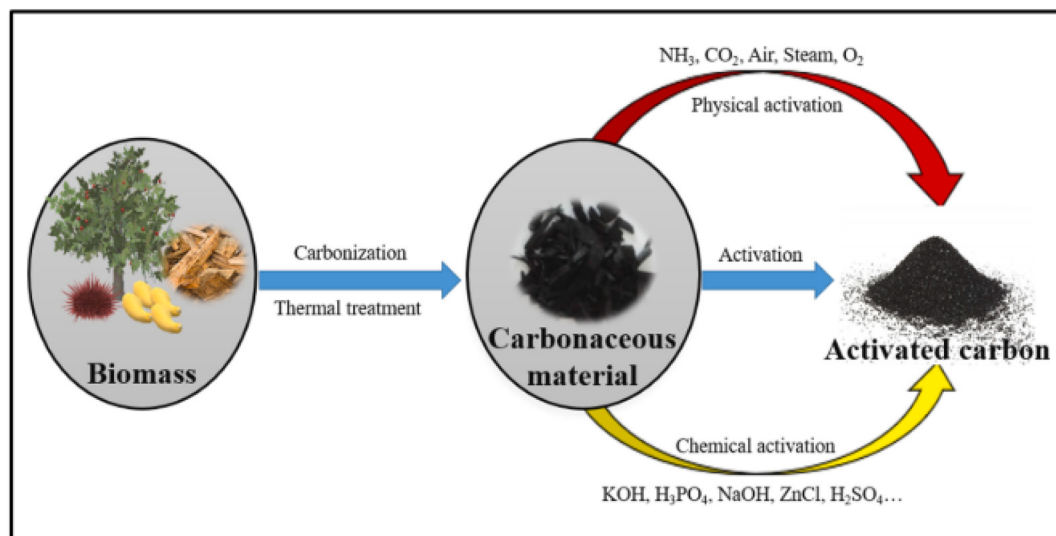 NH₃, CO₂, Air, Steam, O₂
Physical activation
Carbonization
Thermal treatment
Activation
Biomass
Carbonaceous
material
Activated carbon
Chemical activation
KOH, H₃PO₄, NaOH, ZnCl, H₂SO₄…